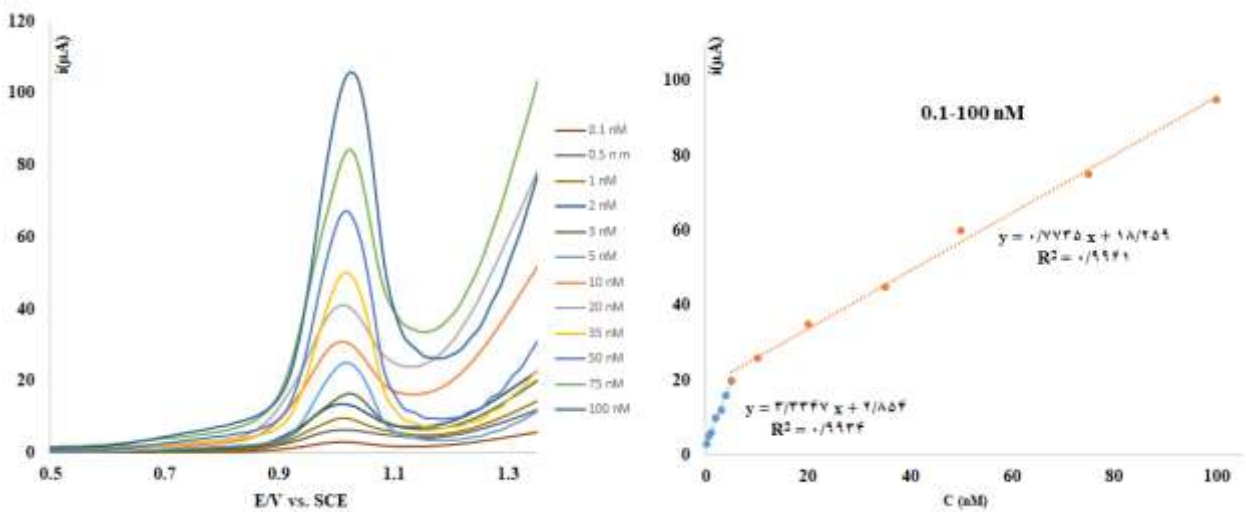 120
100
80
60
40
20
0
i(µA)
0.5
0.7
0.9
1.1
1.3
E/V vs. SCE
0.1 nM
0.5 n m
1 nM
2 nM
3 nM
5 nM
10 nM
20 nM
35 nM
50 nM
75 nM
100 nM
i(µA)
100
80
60
40
20
0
0.1-100 nM
y = ۰/۷۷۳۵ x + ۱۸/۲۵۹
R² = ۰/۹۹۴۱
y = ۳/۳۳۴۷ x + ۲/۸۵۴
R² = ۰/۹۹۳۴
0
20
40
60
80
100
C (nM)